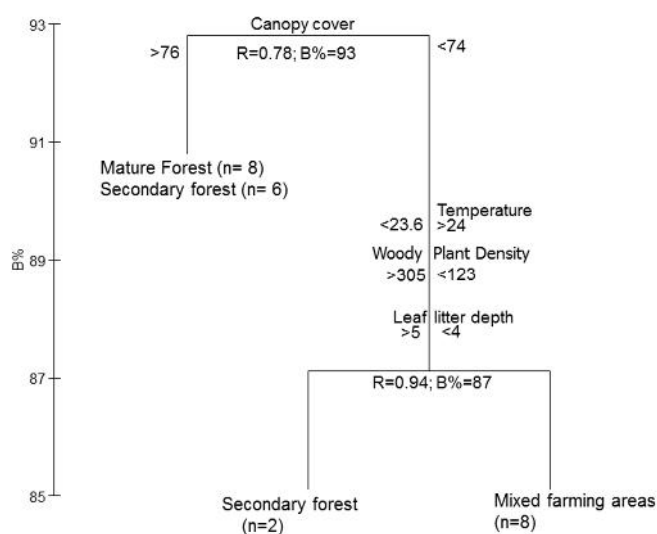 93
Canopy cover
>76
R=0.78; B%=93
<74
91
Mature Forest (n= 8)
Secondary forest (n= 6)
Temperature
<23.6
>24
B%
89
Woody Plant Density
>305
<123
Leaf litter depth
>5
<4
87
R=0.94; B%=87
85
Secondary forest
(n=2)
Mixed farming areas
(n=8)